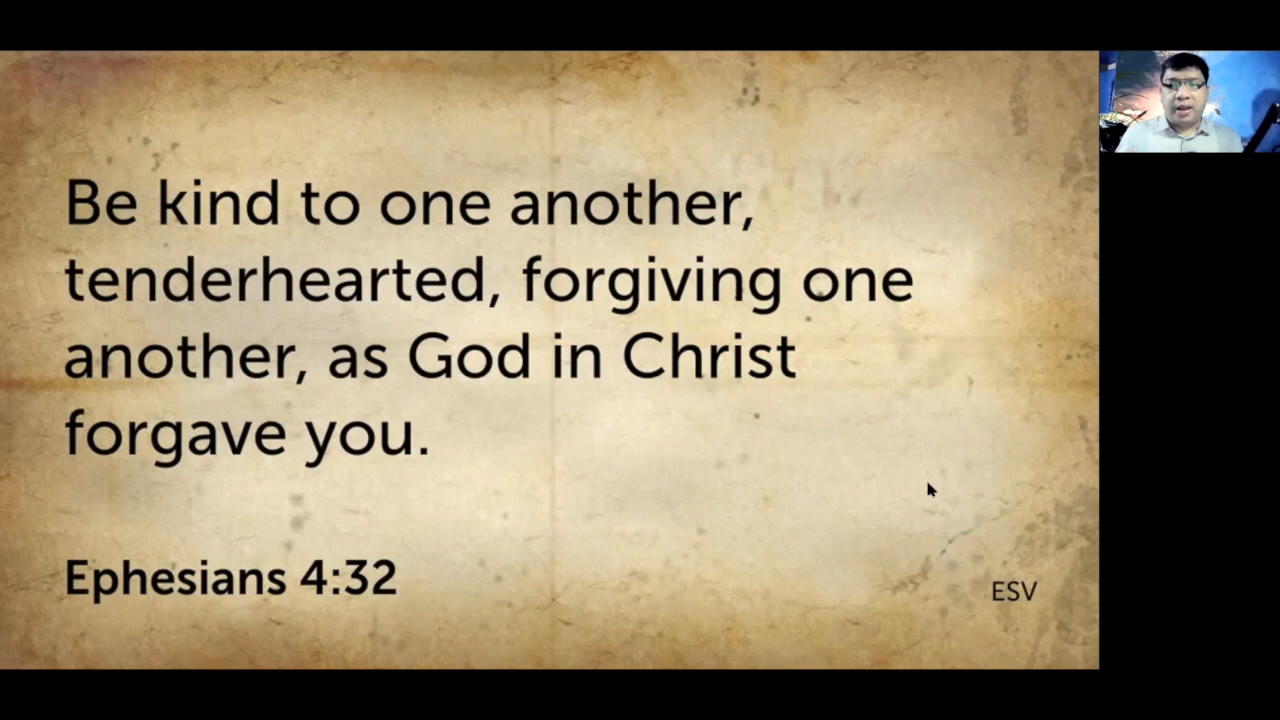 Be kind to one another,
tenderhearted, forgiving one
another, as God in Christ
forgave you.
Ephesians 4:32
ESV